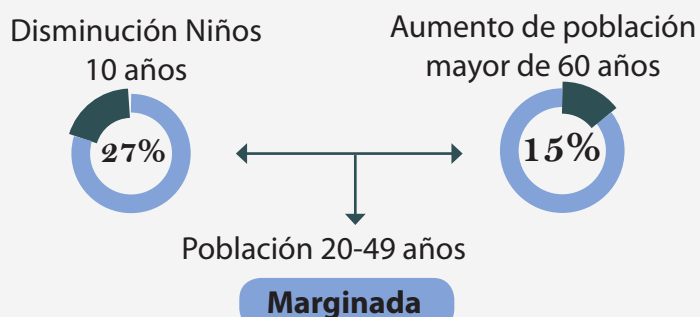 Disminución Niños
10 años
27%
Aumento de población
mayor de 60 años
15%
Población 20-49 años
Marginada